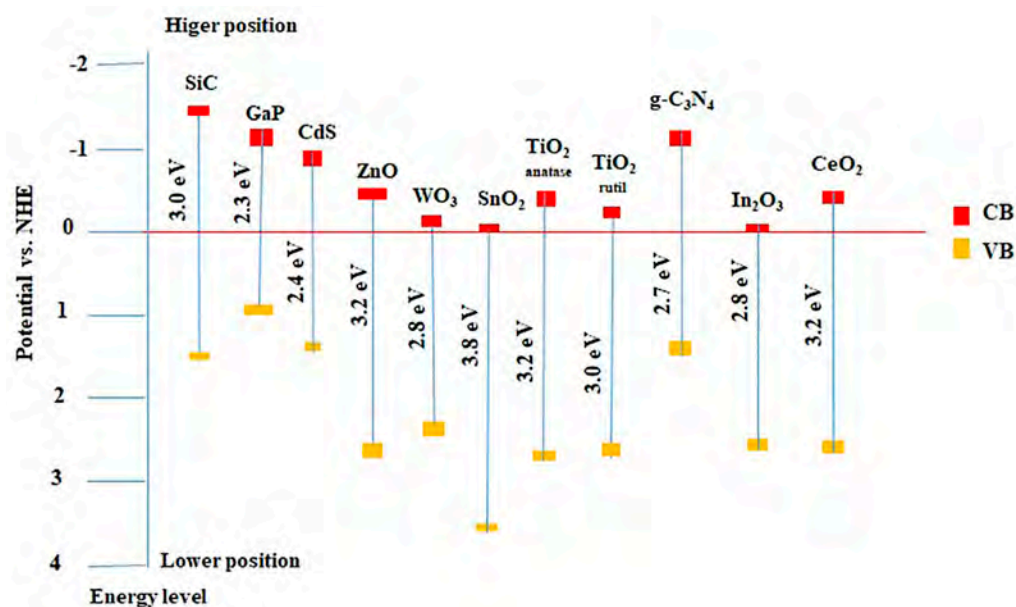 Higer position
-2
-1
0
1
2
3
4
Potential vs. NHE
SiC
3.0 eV
GaP
2.3 eV
CdS
2.4 eV
ZnO
3.2 eV
WO3
2.8 eV
SnO2
3.8 eV
TiO2
anatase
3.2 eV
TiO2
rutil
3.0 eV
g-C3N4
2.7 eV
In2O3
2.8 eV
CeO2
3.2 eV
CB
VB
Lower position
Energy level